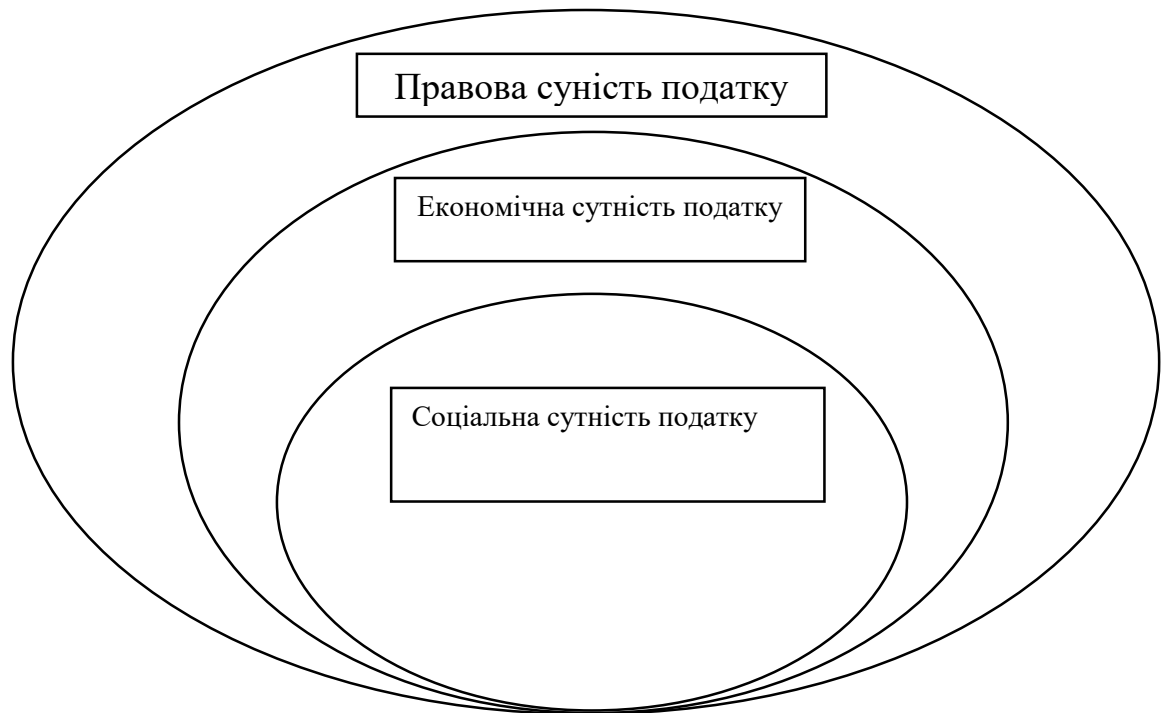 Правова суність податку
Економічна сутність податку
Соціальна сутність податку